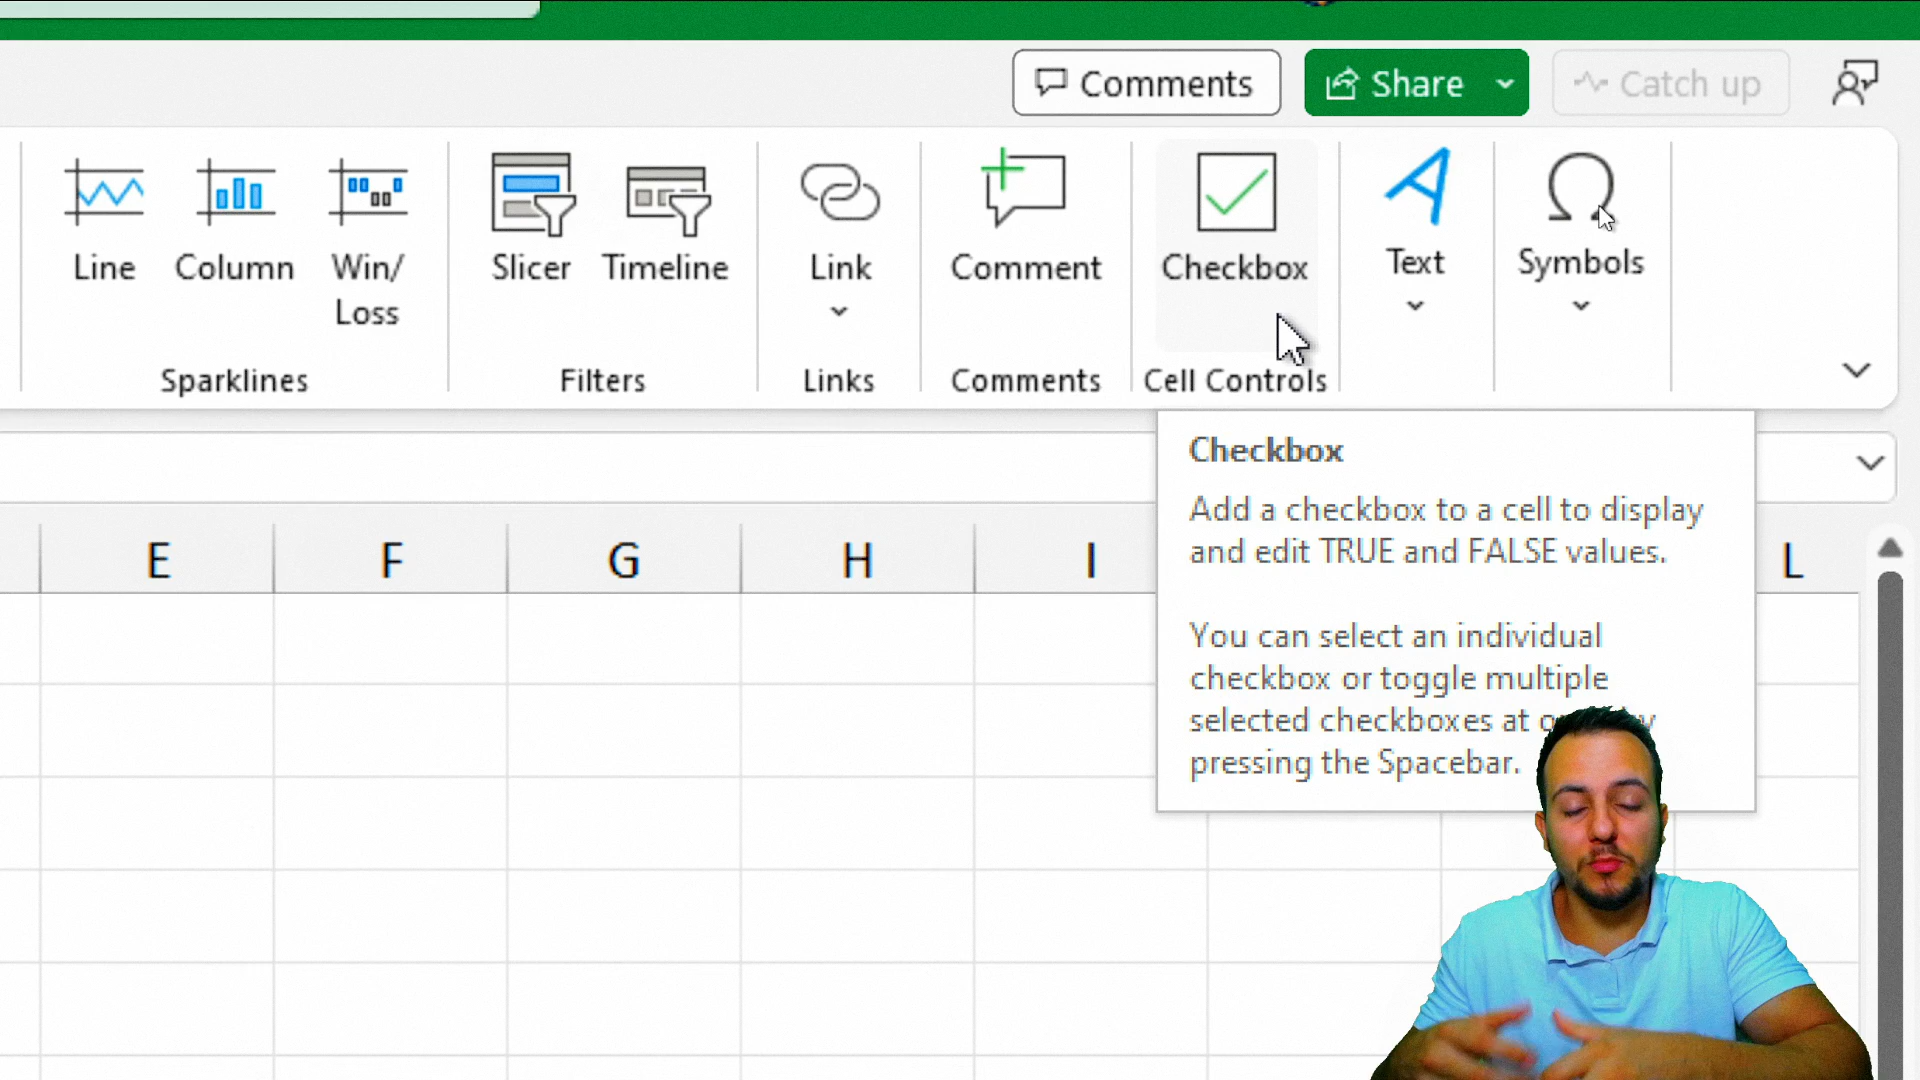 Comments
Share
Catch up
Line
Column
Win/
Loss
Slicer
Timeline
Link
Comment
Checkbox
Text
Symbols
Sparklines
Filters
Links
Comments
Cell Controls
Checkbox
Add a checkbox to a cell to display
and edit TRUE and FALSE values.
You can select an individual
checkbox or toggle multiple
selected checkboxes at
pressing the Spacebar.
E
F
G
H
I
L